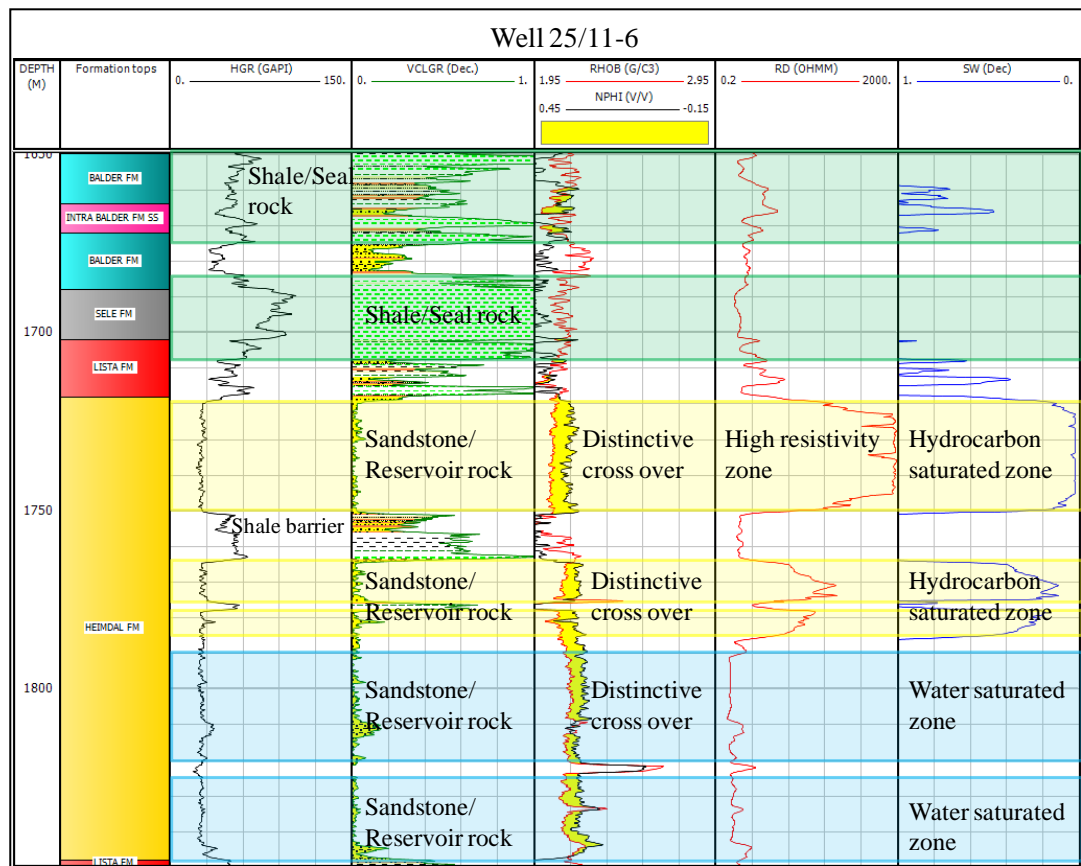 Well 25/11-6
DEPTH
(M)
Formation tops
HGR (GAPI)
0. 150.
VCLGR (Dec.)
0. 1.
RHOB (G/C3)
1.95 2.95
NPHI (V/V)
0.45 -0.15
RD (OHMM)
0.2 2000.
SW (Dec)
1. 0.
1650
BALDER FM
Shale/Seal
rock
INTRA BALDER FM SS
BALDER FM
SELE FM
Shale/Seal rock
1700
LISTA FM
Sandstone/
Reservoir rock
Distinctive
cross over
High resistivity
zone
Hydrocarbon
saturated zone
1750
Shale barrier
Sandstone/
Reservoir rock
Distinctive
cross over
Hydrocarbon
saturated zone
HEIMDAL FM
1800
Sandstone/
Reservoir rock
Distinctive
cross over
Water saturated
zone
Sandstone/
Reservoir rock
Water saturated
zone
LISTA FM